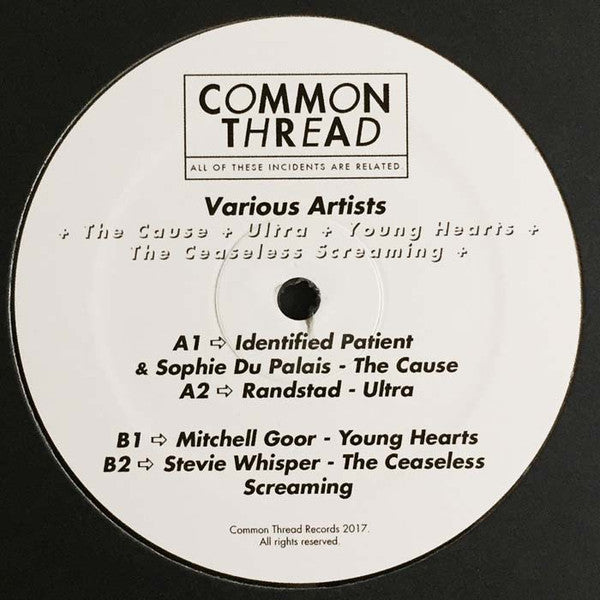 COMMON
THREAD
ALL OF THESE INCIDENTS ARE RELATED.
Various Artists
+ The Cause + Ultra + Young Hearts +
The Ceaseless Screaming +
A1 ⇨ Identified Patient
& Sophie Du Palais - The Cause
A2 ⇨ Randstad - Ultra
B1 ⇨ Mitchell Goor - Young Hearts
B2 ⇨ Stevie Whisper - The Ceaseless
Screaming
Common Thread Records 2017.
All rights reserved.